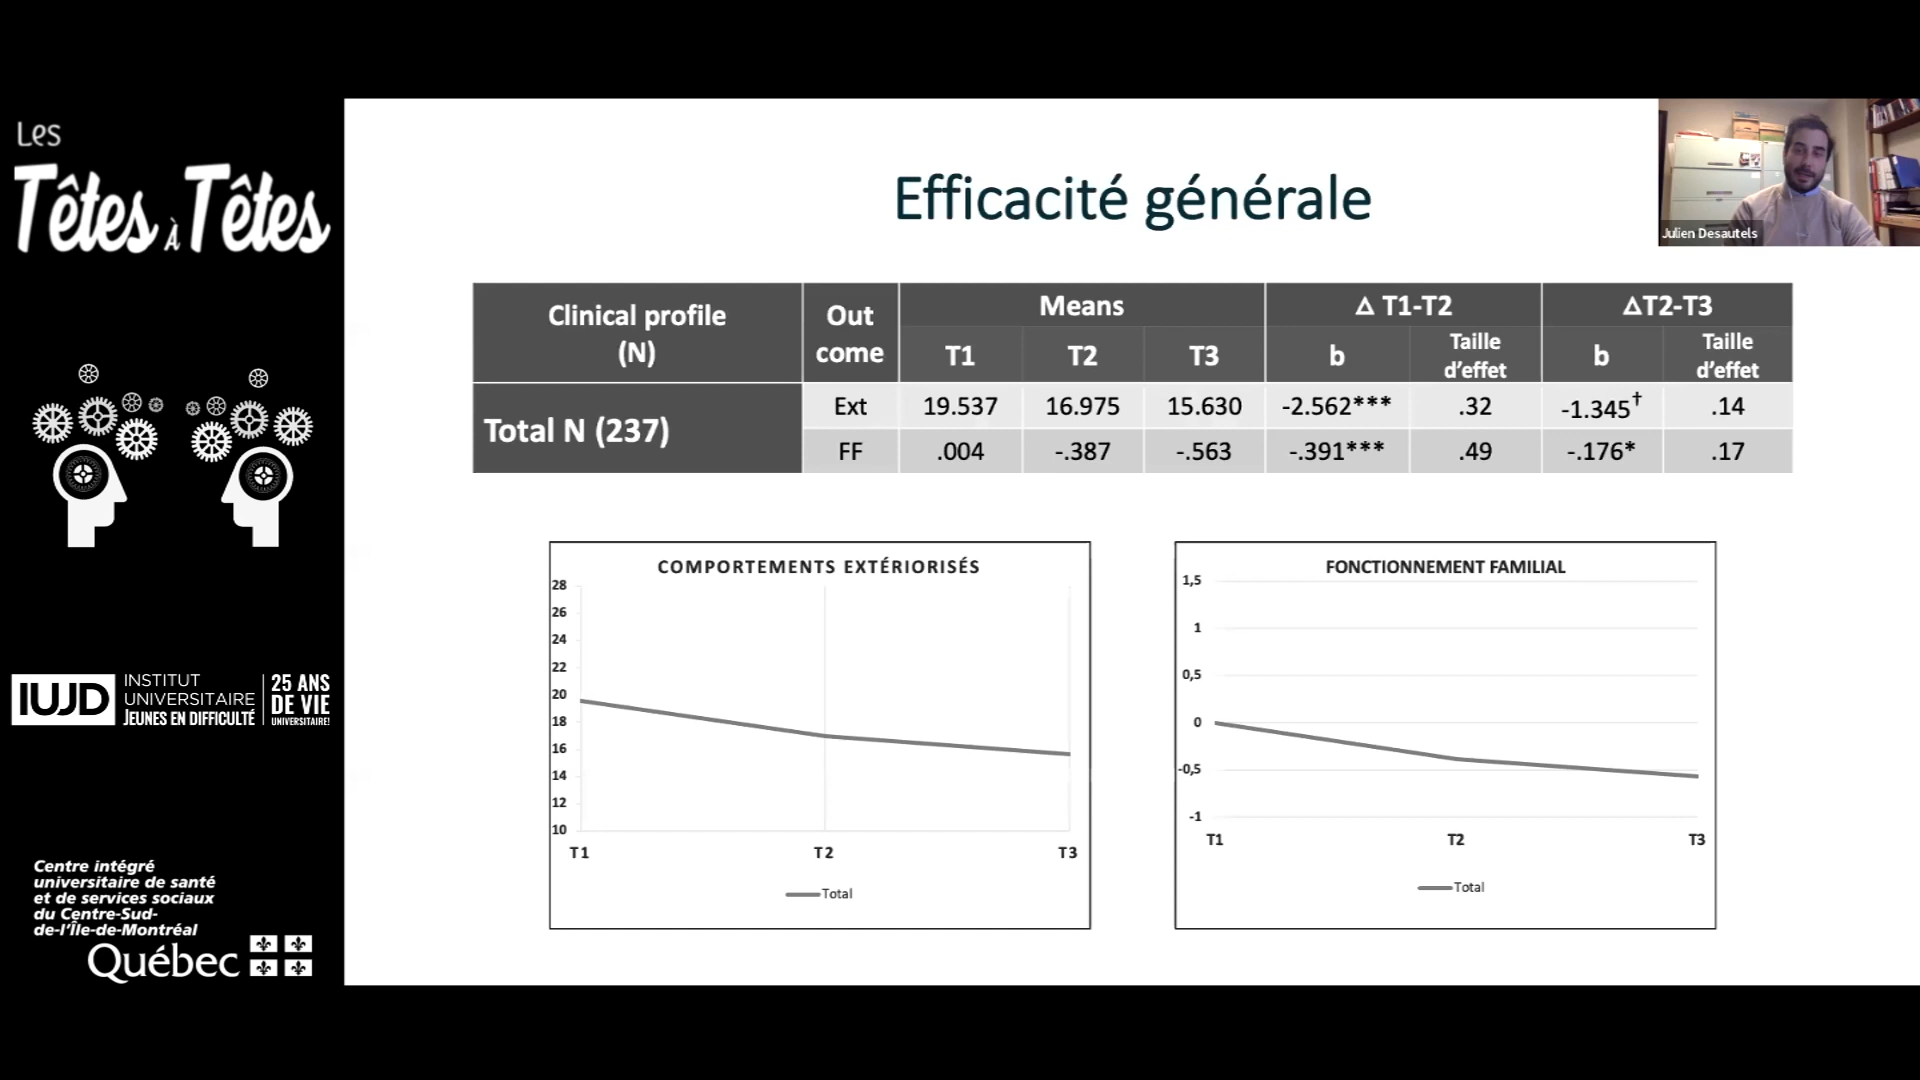 Les
Têtes À Têtes
IUJD
INSTITUT
UNIVERSITAIRE
JEUNES EN DIFFICULTÉ
25 ANS
DE VIE
UNIVERSITAIRE!
Centre intégré
universitaire de santé
et de services sociaux
du Centre-Sud-
de-l'Île-de-Montréal
Québec
Efficacité générale
Julien Desautels
Clinical profile
(N)
Out
come
Means
Δ T1-T2
ΔT2-T3
T1
T2
T3
b
Taille
d'effet
b
Taille
d'effet
Total N (237)
Ext
19.537
16.975
15.630
-2.562***
.32
-1.345†
.14
FF
.004
-.387
-.563
-.391***
.49
-.176*
.17
COMPORTEMENTS EXTÉRIORISÉS
28
26
24
22
20
18
16
14
12
10
T1
T2
T3
Total
FONCTIONNEMENT FAMILIAL
1,5
1
0,5
0
-0,5
-1
T1
T2
T3
Total